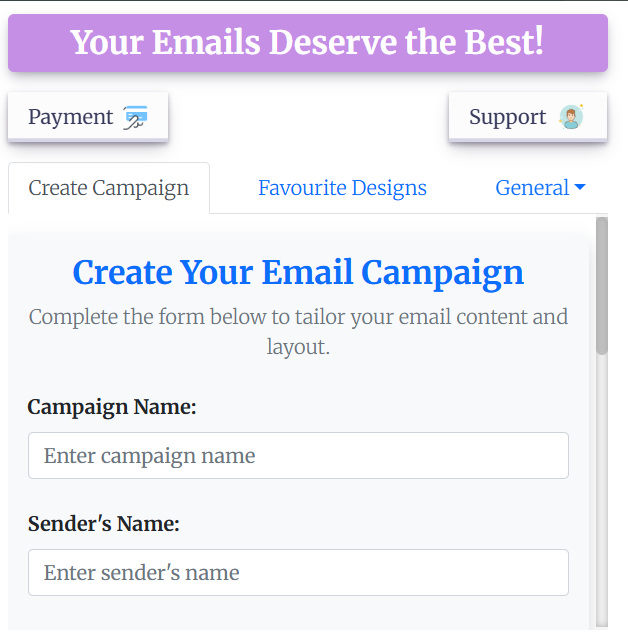 Your Emails Deserve the Best!
Payment
Support
Create Campaign
Favourite Designs
General
Create Your Email Campaign
Complete the form below to tailor your email content and
layout.
Campaign Name:
Enter campaign name
Sender's Name:
Enter sender's name